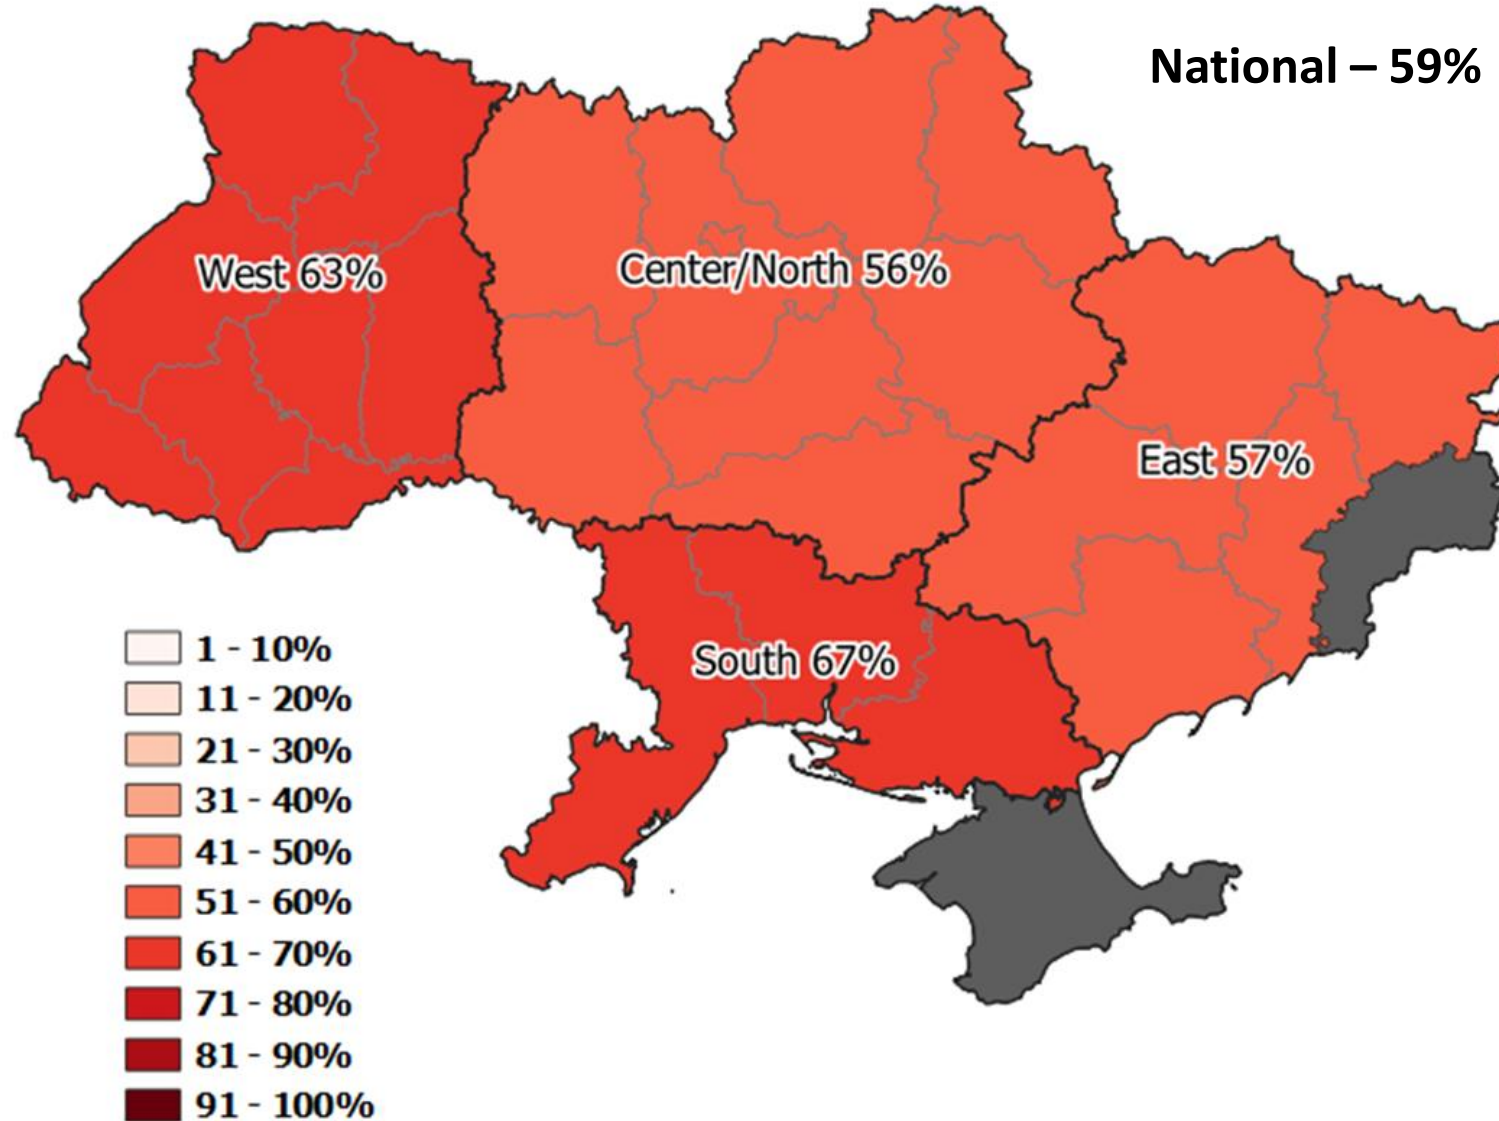 National – 59%
West 63%
Center/North 56%
East 57%
South 67%
1 - 10%
11 - 20%
21 - 30%
31 - 40%
41 - 50%
51 - 60%
61 - 70%
71 - 80%
81 - 90%
91 - 100%